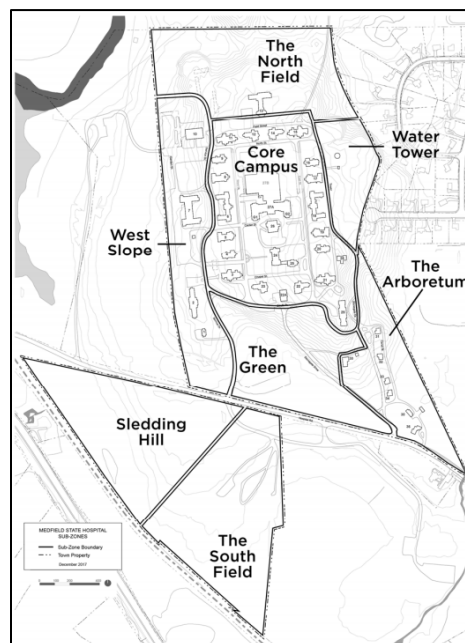 The
North
Field
Water
Tower
Core
Campus
West
Slope
The
Arboretum
The
Green
Sledding
Hill
The
South
Field
MEDFIELD STATE HOSPITAL
SUB-ZONES
Sub-Zone Boundary
Town Property
December 2017